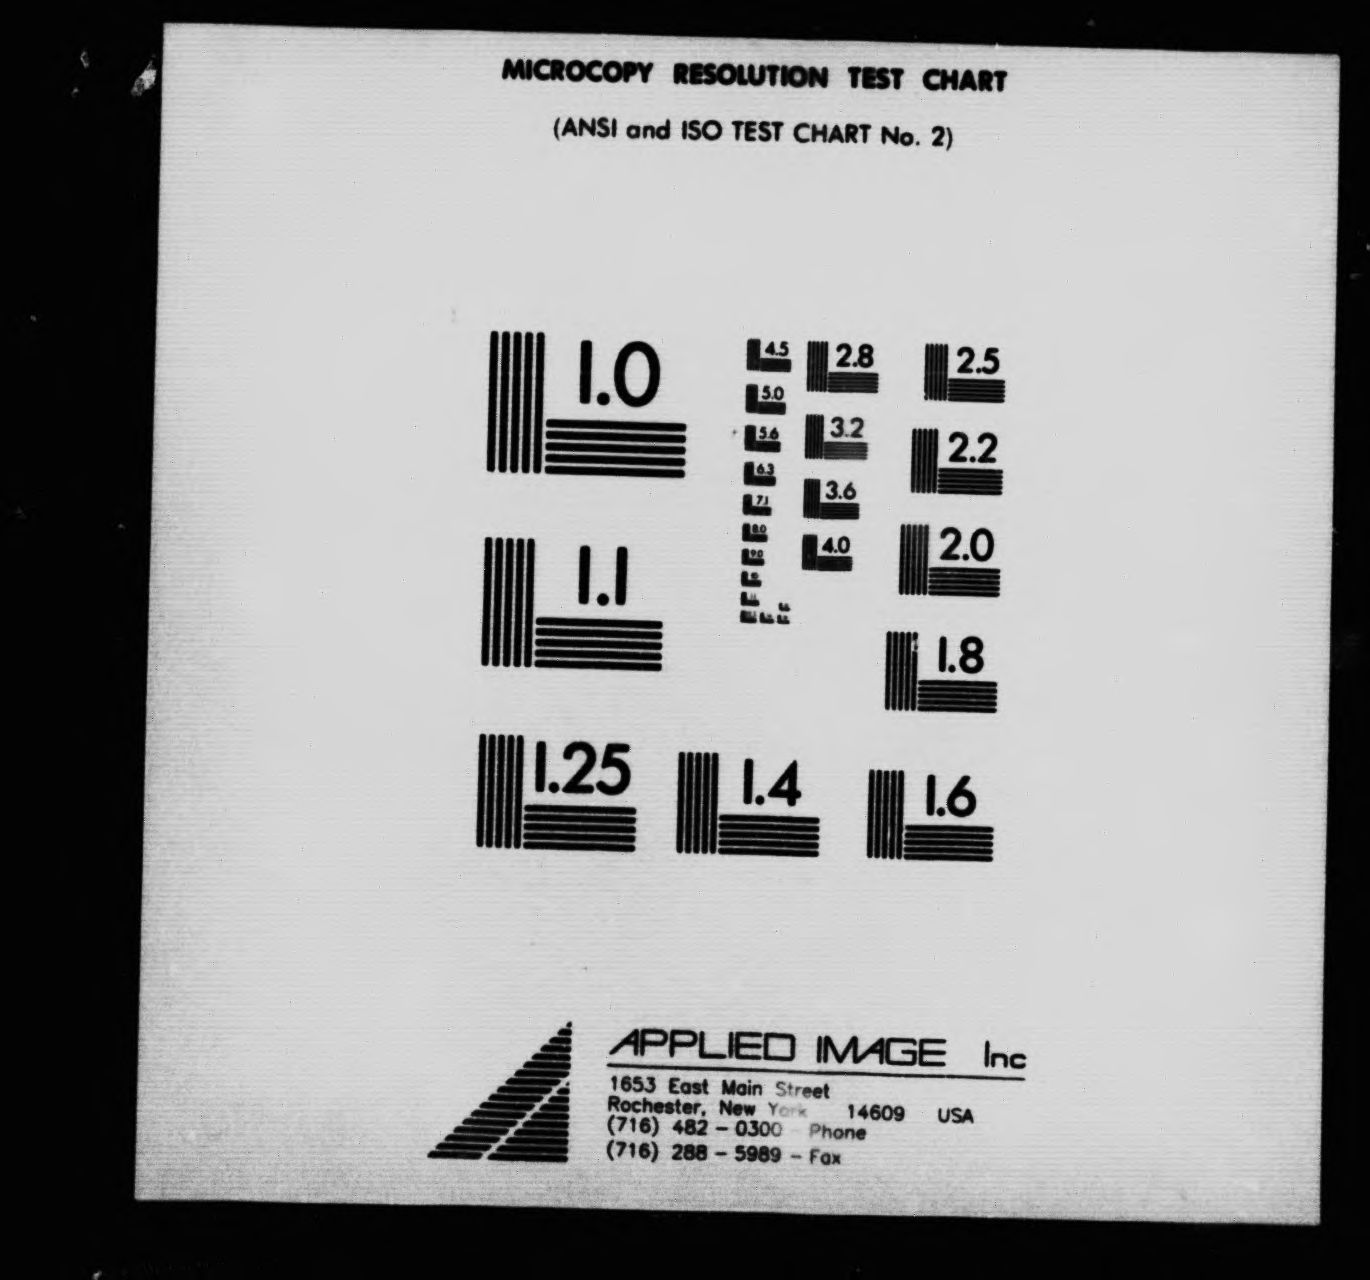 MICROCOPY RESOLUTION TEST CHART
(ANSI and ISO TEST CHART No. 2)
1.0
1.1
1.25
1.4
1.6
1.8
2.0
2.2
2.5
2.8
3.2
3.6
4.0
4.5
5.0
5.6
6.3
7.1
8.0
9.0
APPLIED IMAGE Inc
1653 East Main Street
Rochester, New York 14609 USA
(716) 482 - 0300 - Phone
(716) 288 - 5989 - Fax